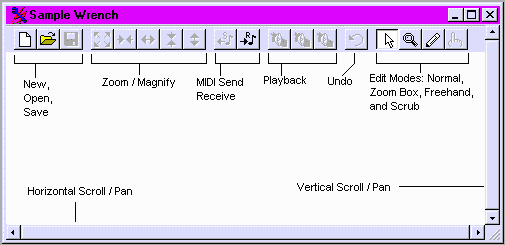 Sample Wrench
New,
Open,
Save
Zoom / Magnify
MIDI Send
Receive
Playback
Undo
Edit Modes: Normal,
Zoom Box, Freehand,
and Scrub
Horizontal Scroll / Pan
Vertical Scroll / Pan